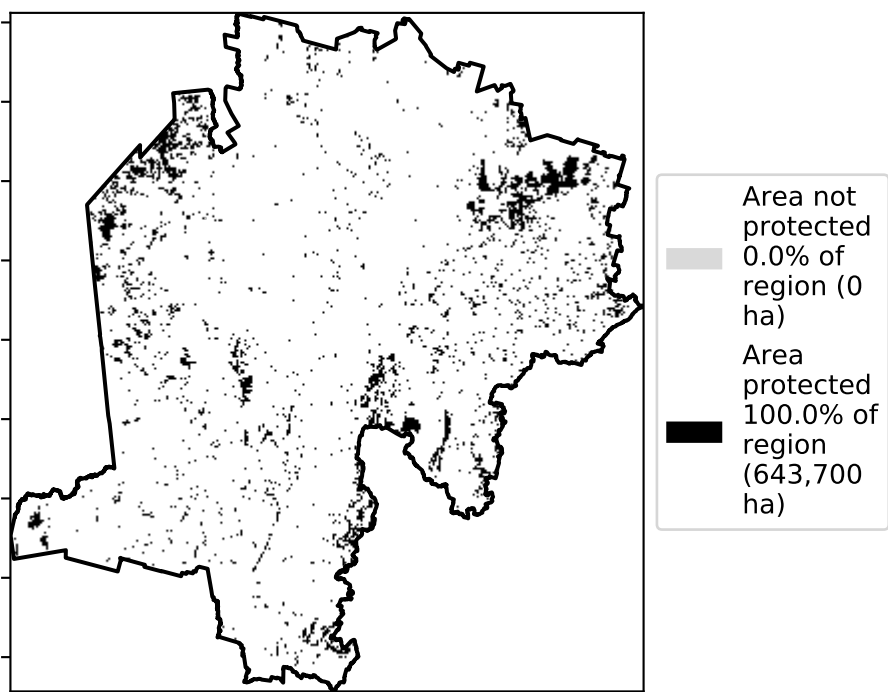 Area not
protected
0.0% of
region (0
ha)
Area
protected
100.0% of
region
(643,700
ha)